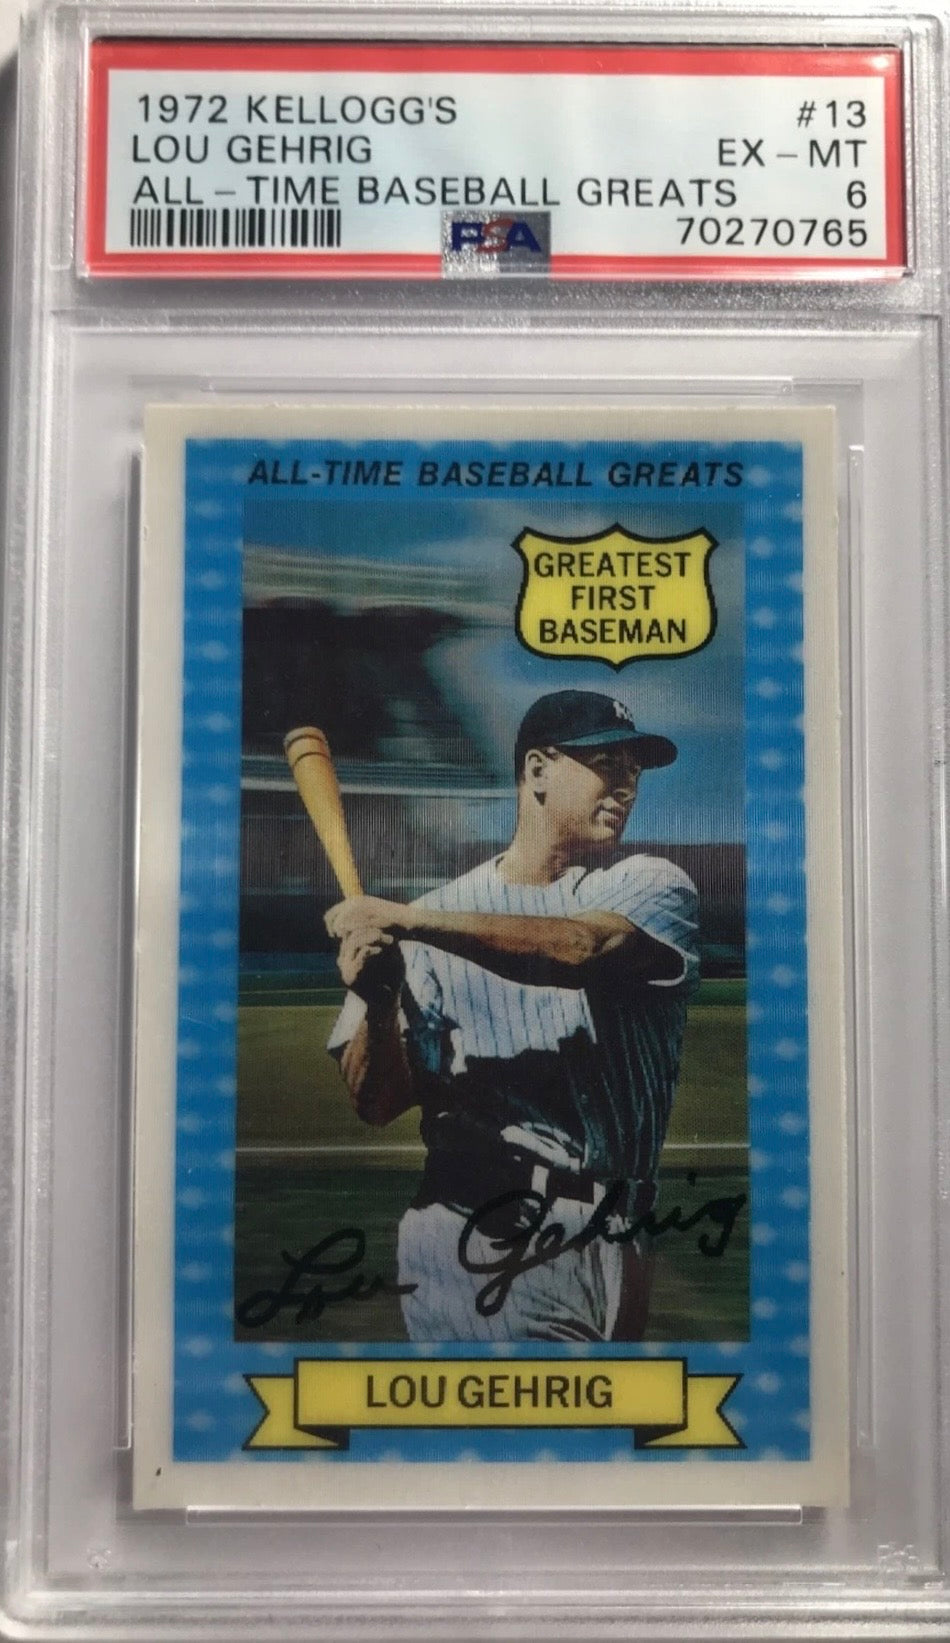 1972 KELLOGG'S #13
LOU GEHRIG EX - MT
ALL - TIME BASEBALL GREATS 6
PSA 70270765
ALL-TIME BASEBALL GREATS
GREATEST
FIRST
BASEMAN
NY
Lou Gehrig
LOU GEHRIG